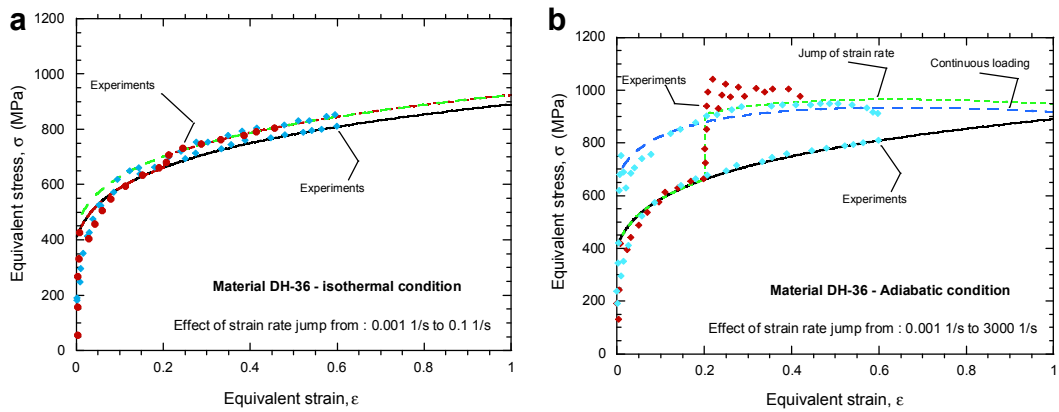 a
1200
1000
800
600
400
200
0
0
0.2
0.4
0.6
0.8
1
Equivalent stress, σ (MPa)
Equivalent strain, ε
Experiments
Experiments
Material DH-36 - isothermal condition
Effect of strain rate jump from : 0.001 1/s to 0.1 1/s
b
1200
1000
800
600
400
200
0
0
0.2
0.4
0.6
0.8
1
Equivalent stress, σ (MPa)
Equivalent strain, ε
Jump of strain rate
Continuous loading
Experiments
Experiments
Material DH-36 - Adiabatic condition
Effect of strain rate jump from : 0.001 1/s to 3000 1/s